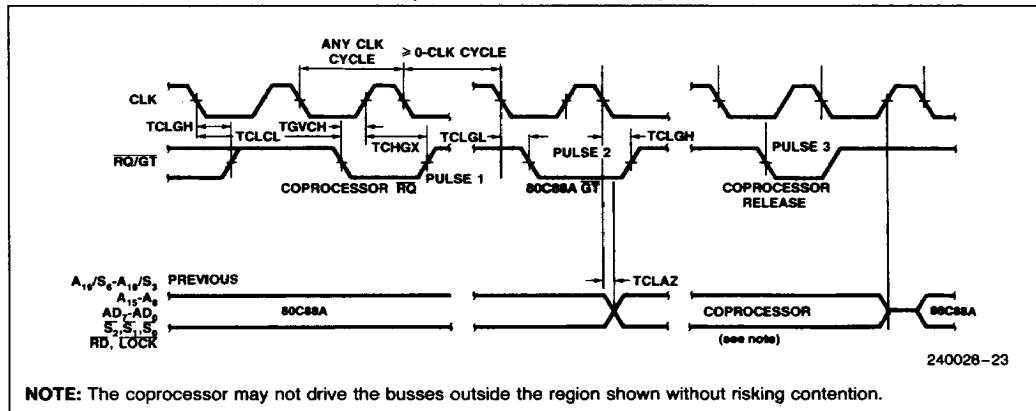 ANY CLK CYCLE
≥ 0-CLK CYCLE
CLK
TCLGH
TCLCL
TGVCH
TCHGX
TCLGL
PULSE 2
TCLGH
PULSE 3
RQ/GT
PULSE 1
COPROCESSOR RQ
80C88A GT
COPROCESSOR RELEASE
TCLAZ
A19/S6-A16/S3
PREVIOUS
A15-A8
AD7-AD0
80C88A
COPROCESSOR
80C88A
S2,S1,S0
RD, LOCK
(see note)
240028-23
NOTE: The coprocessor may not drive the busses outside the region shown without risking contention.